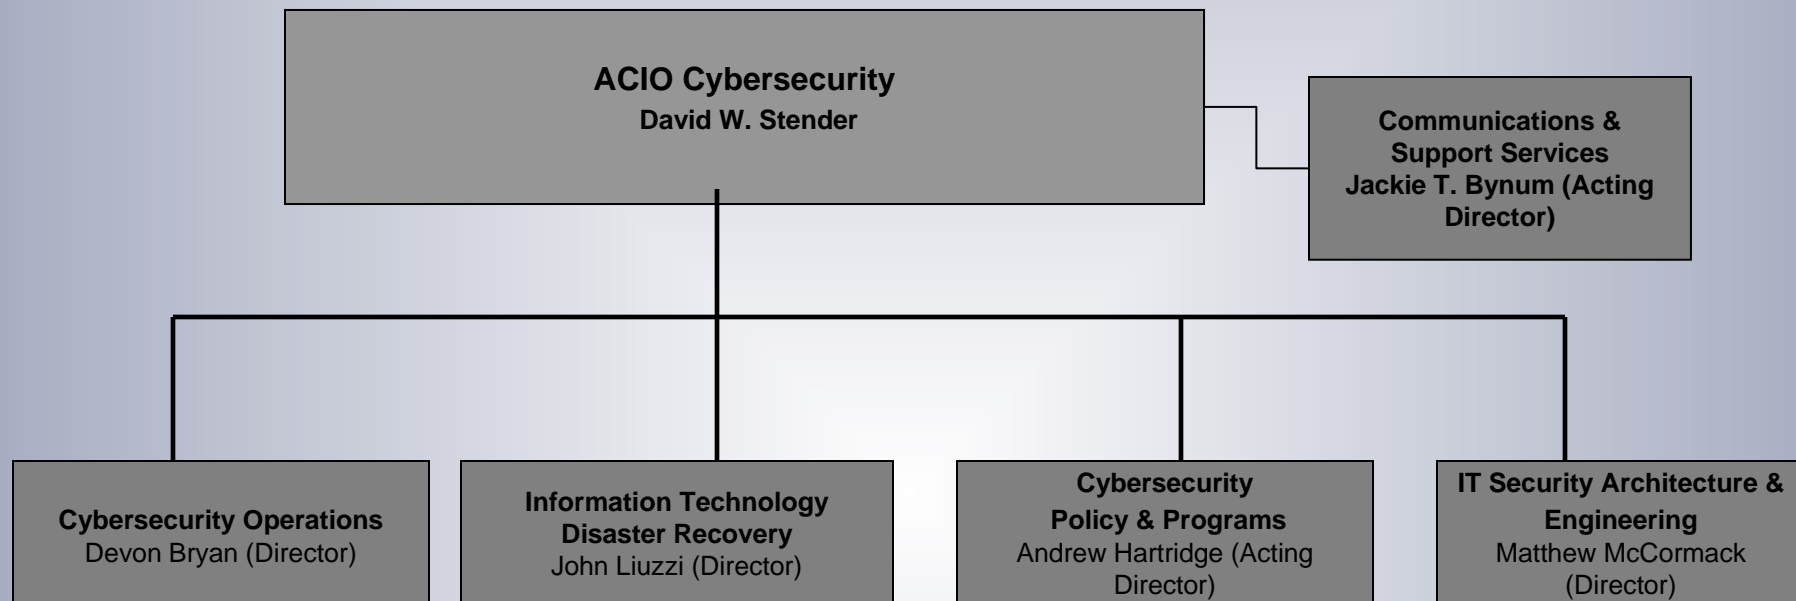 ACIO Cybersecurity
David W. Stender
Communications &
Support Services
Jackie T. Bynum (Acting
Director)
Cybersecurity Operations
Devon Bryan (Director)
Information Technology
Disaster Recovery
John Liuzzi (Director)
Cybersecurity
Policy & Programs
Andrew Hartridge (Acting
Director)
IT Security Architecture &
Engineering
Matthew McCormack
(Director)